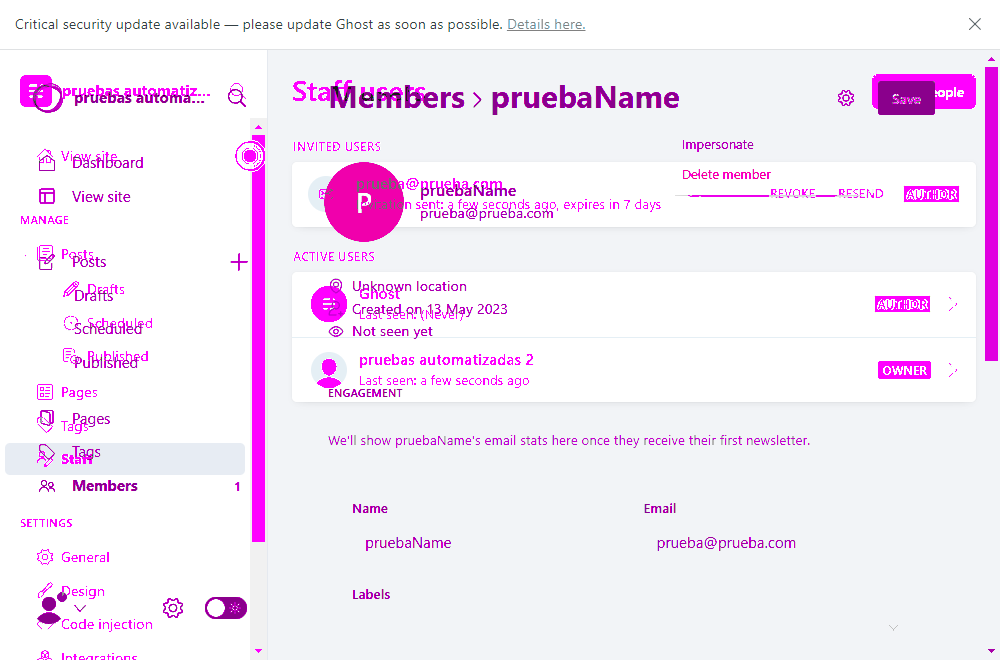 Critical security update available — please update Ghost as soon as possible. Details here.
pruebas automatiz...
pruebas automa...
Staff users
Members › pruebaName
Save
eople
View site
Dashboard
View site
MANAGE
Posts
Posts
Drafts
Drafts
Scheduled
Scheduled
Published
Published
Pages
Pages
Tags
Tags
Staff
Members 1
SETTINGS
General
Design
Code injection
Integrations
INVITED USERS
Impersonate
Delete member
P
prueba@prueba.com
pruebaName
n sent: a few seconds ago, expires in 7 days
prueba@prueba.com
REVOKE
RESEND
AUTHOR
ACTIVE USERS
Unknown location
Ghost
Created on 13 May 2023
Last seen: (Never)
Not seen yet
AUTHOR
pruebas automatizadas 2
Last seen: a few seconds ago
OWNER
ENGAGEMENT
We'll show pruebaName's email stats here once they receive their first newsletter.
Name
Email
pruebaName
prueba@prueba.com
Labels